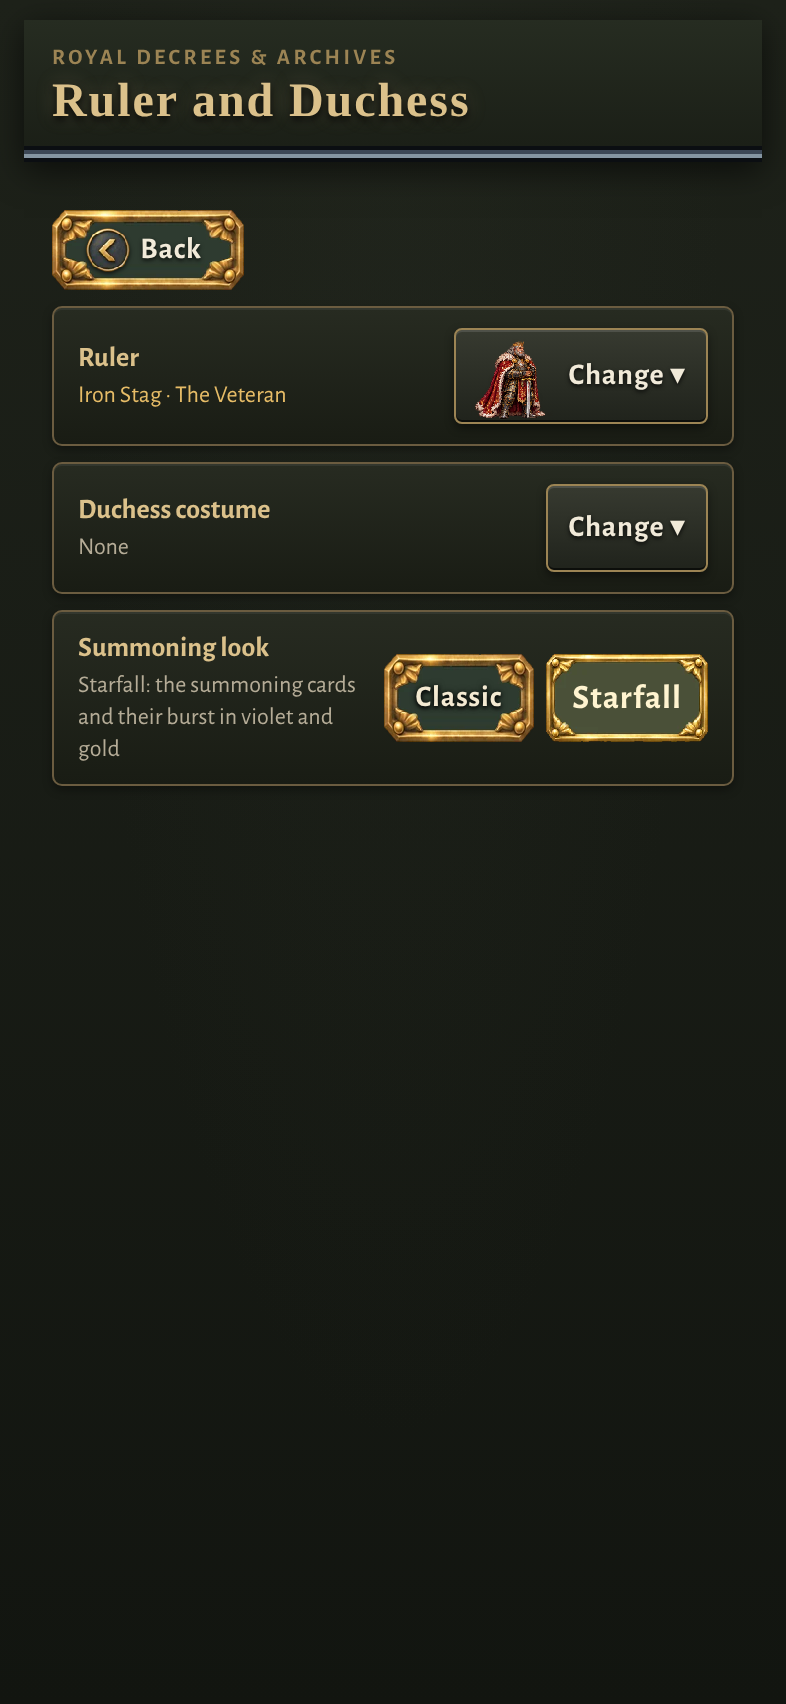 ROYAL DECREES & ARCHIVES
Ruler and Duchess
Back
Ruler
Iron Stag · The Veteran
Change ▼
Duchess costume
None
Change ▼
Summoning look
Starfall: the summoning cards
and their burst in violet and
gold
Classic
Starfall